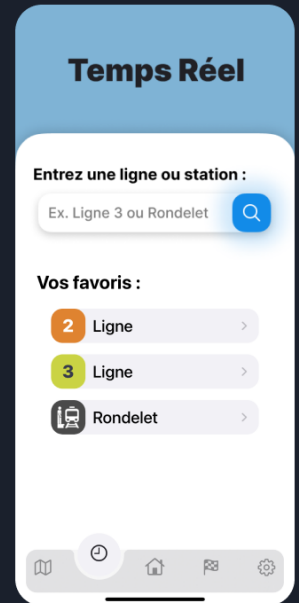 Temps Réel
Entrez une ligne ou station :
Ex. Ligne 3 ou Rondelet
Vos favoris :
2 Ligne
3 Ligne
Rondelet